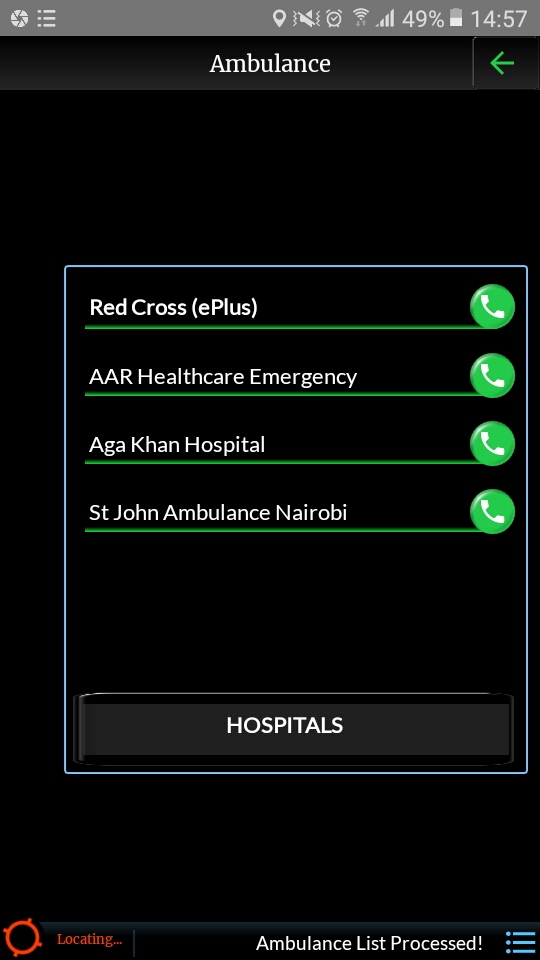 49% 14:57
Ambulance
Red Cross (ePlus)
AAR Healthcare Emergency
Aga Khan Hospital
St John Ambulance Nairobi
HOSPITALS
Locating... Ambulance List Processed!